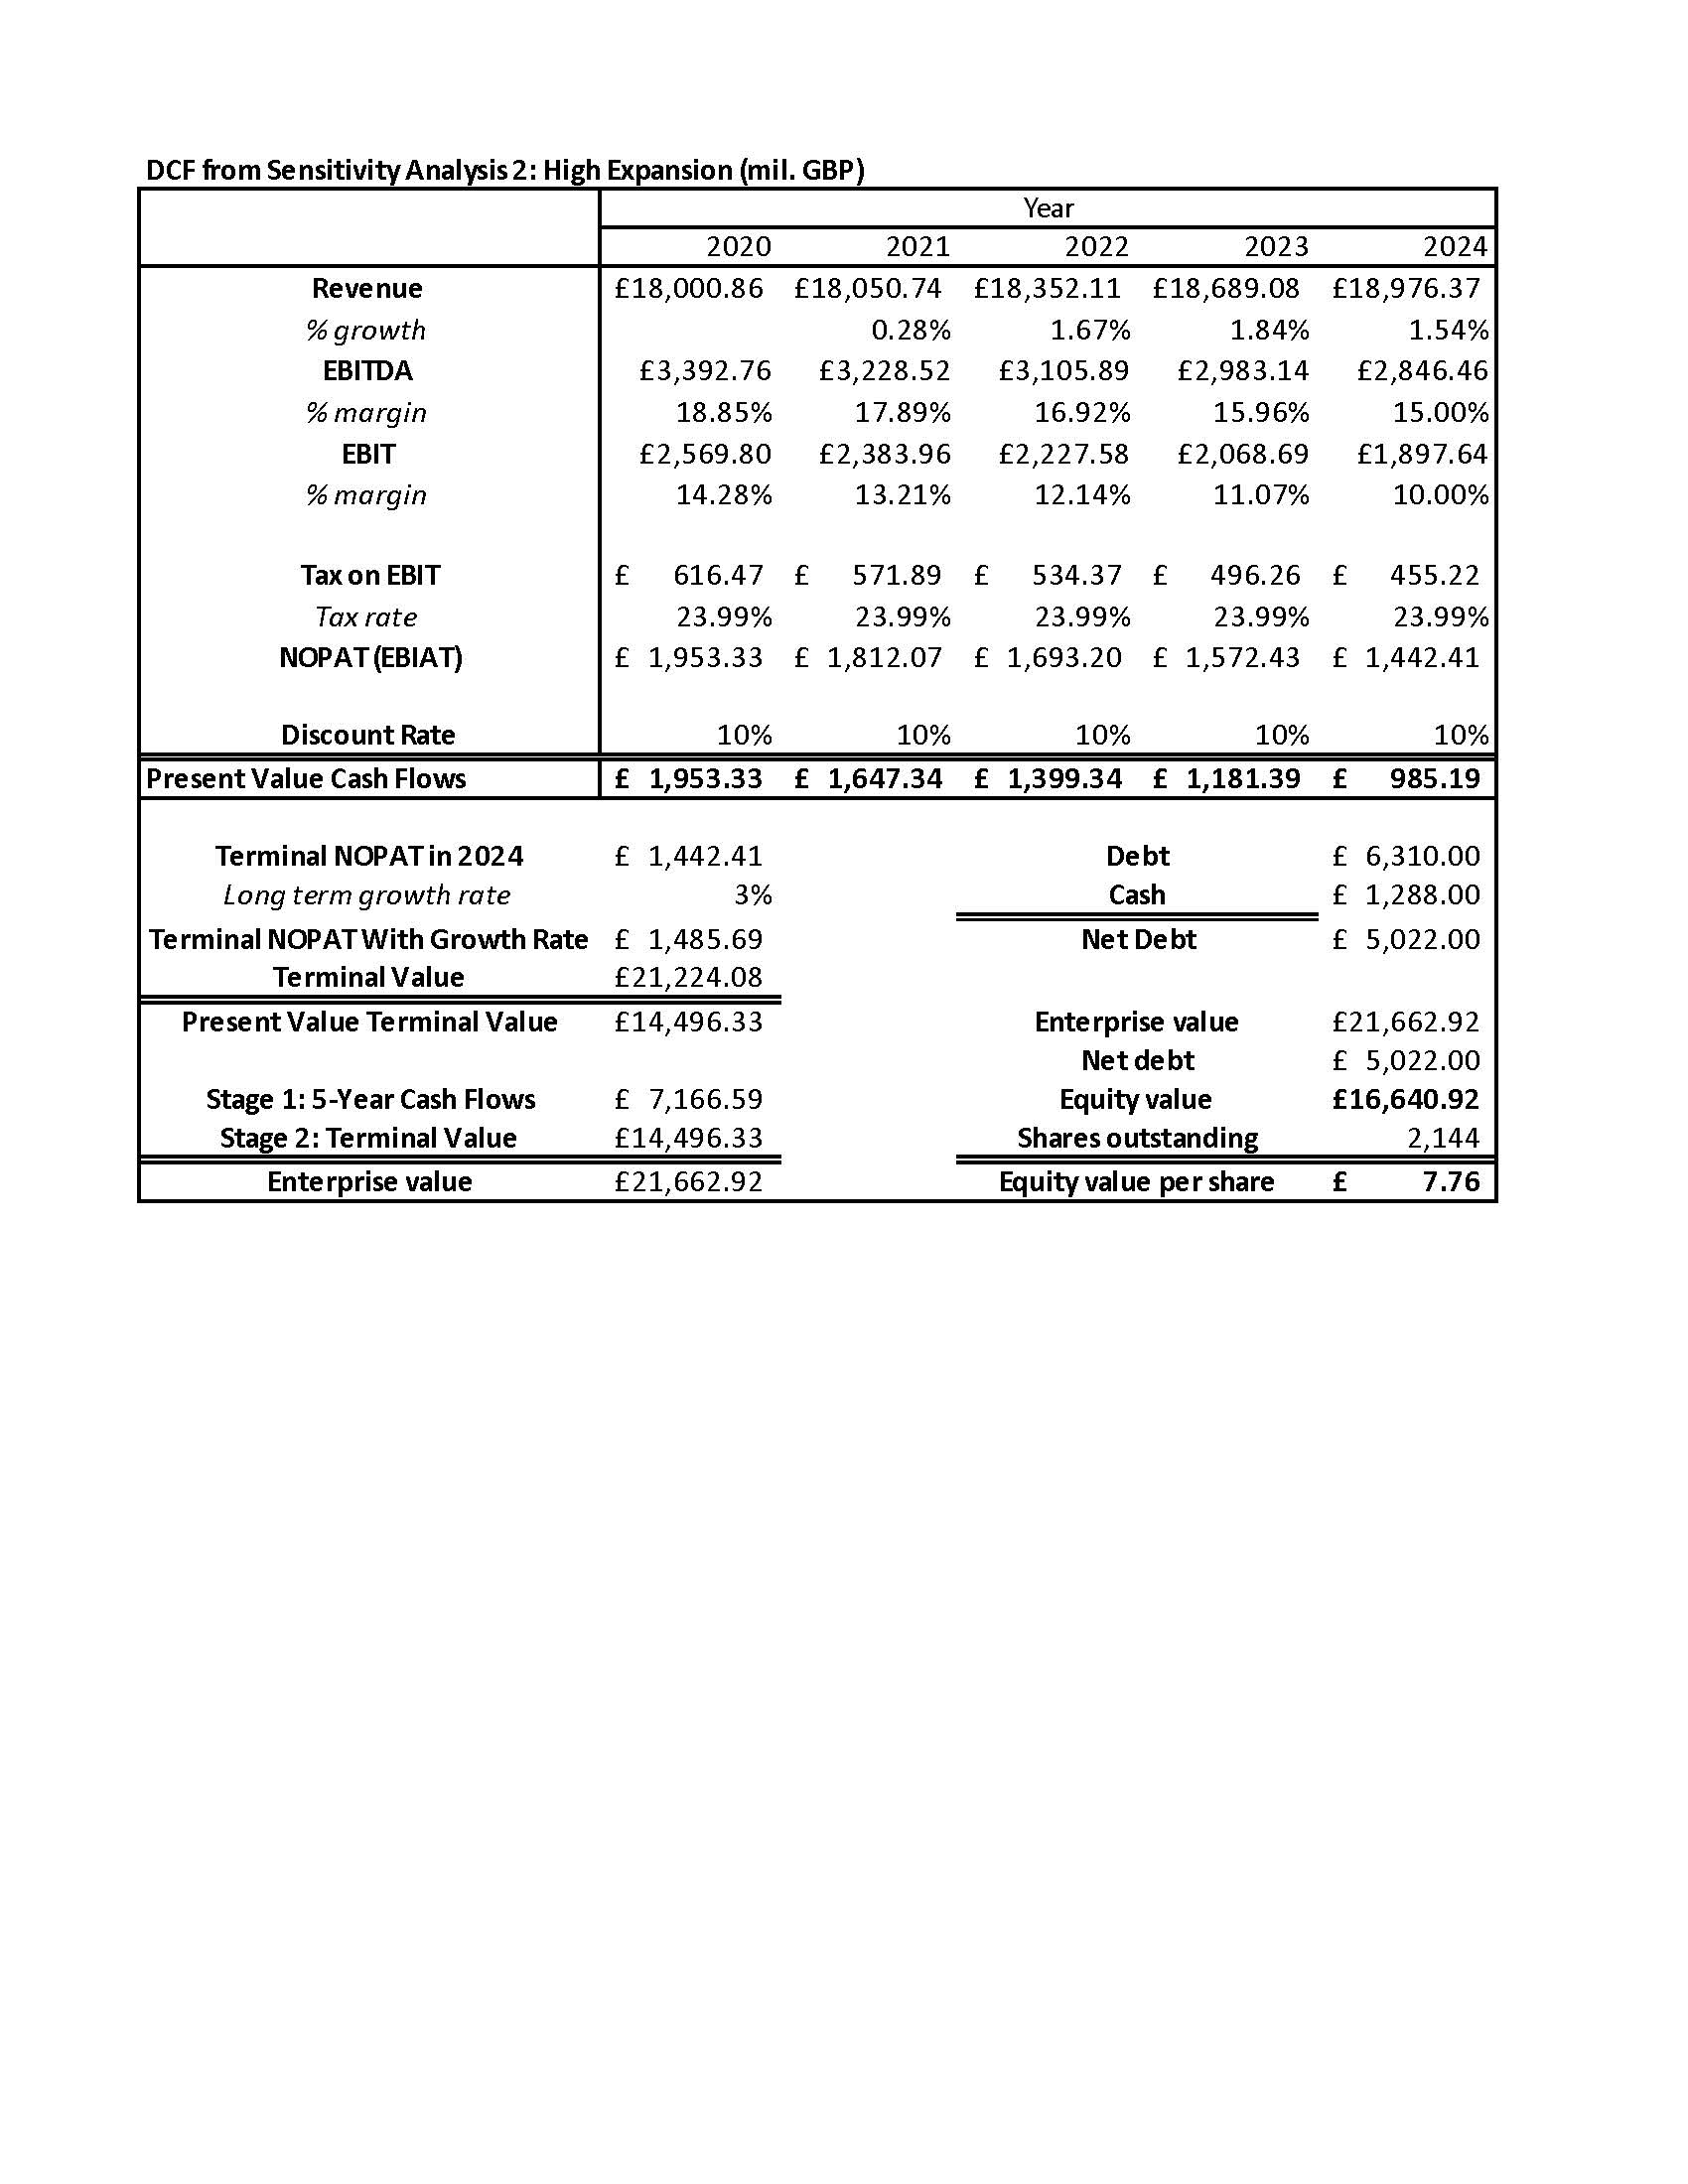 DCF from Sensitivity Analysis 2: High Expansion (mil. GBP)
Year
2020 2021 2022 2023 2024
Revenue £18,000.86 £18,050.74 £18,352.11 £18,689.08 £18,976.37
% growth 0.28% 1.67% 1.84% 1.54%
EBITDA £3,392.76 £3,228.52 £3,105.89 £2,983.14 £2,846.46
% margin 18.85% 17.89% 16.92% 15.96% 15.00%
EBIT £2,569.80 £2,383.96 £2,227.58 £2,068.69 £1,897.64
% margin 14.28% 13.21% 12.14% 11.07% 10.00%
Tax on EBIT £ 616.47 £ 571.89 £ 534.37 £ 496.26 £ 455.22
Tax rate 23.99% 23.99% 23.99% 23.99% 23.99%
NOPAT (EBIAT) £ 1,953.33 £ 1,812.07 £ 1,693.20 £ 1,572.43 £ 1,442.41
Discount Rate 10% 10% 10% 10% 10%
Present Value Cash Flows £ 1,953.33 £ 1,647.34 £ 1,399.34 £ 1,181.39 £ 985.19
Terminal NOPAT in 2024 £ 1,442.41 Debt £ 6,310.00
Long term growth rate 3% Cash £ 1,288.00
Terminal NOPAT With Growth Rate £ 1,485.69 Net Debt £ 5,022.00
Terminal Value £21,224.08
Present Value Terminal Value £14,496.33 Enterprise value £21,662.92
Net debt £ 5,022.00
Stage 1: 5-Year Cash Flows £ 7,166.59 Equity value £16,640.92
Stage 2: Terminal Value £14,496.33 Shares outstanding 2,144
Enterprise value £21,662.92 Equity value per share £ 7.76